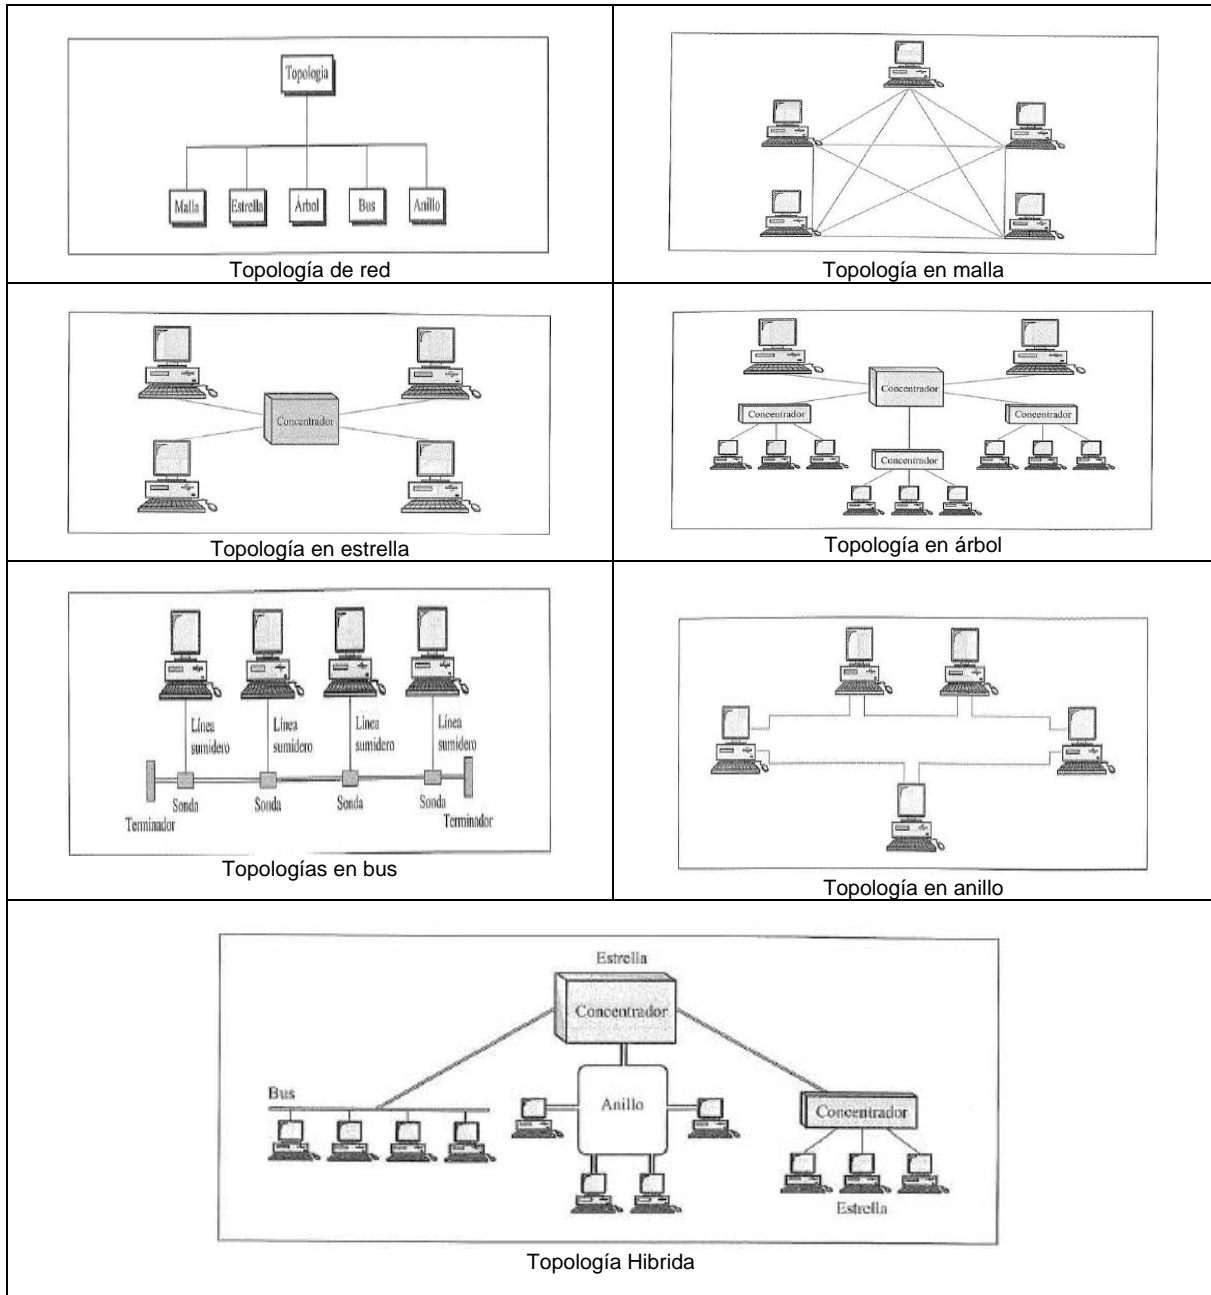 Topología
Malla
Estrella
Árbol
Bus
Anillo
Topología de red
Topología en malla
Concentrador
Topología en estrella
Concentrador
Concentrador
Concentrador
Concentrador
Topología en árbol
Línea
sumidero
Línea
sumidero
Línea
sumidero
Línea
sumidero
Sonda
Sonda
Sonda
Sonda
Terminador
Terminador
Topologías en bus
Topología en anillo
Estrella
Concentrador
Bus
Anillo
Concentrador
Estrella
Topología Hibrida